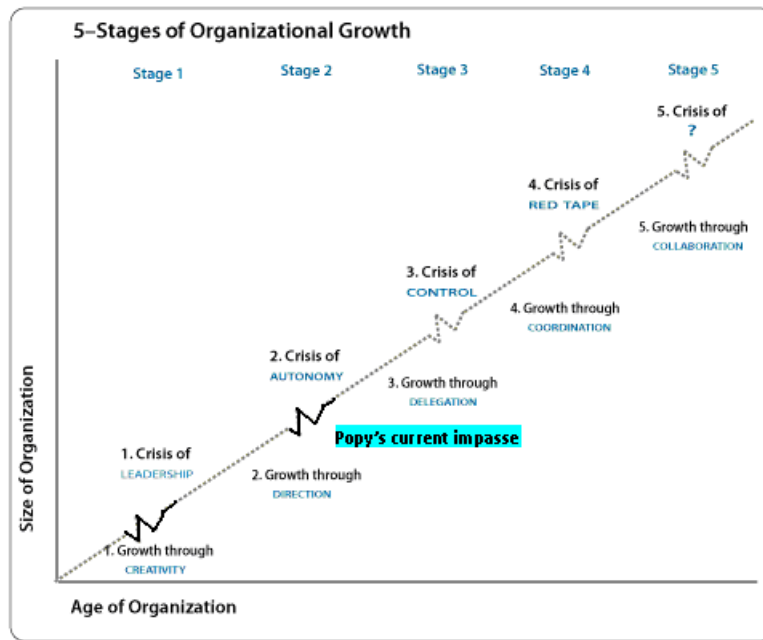 5–Stages of Organizational Growth
Stage 1
Stage 2
Stage 3
Stage 4
Stage 5
5. Crisis of
?
4. Crisis of
RED TAPE
5. Growth through
COLLABORATION
3. Crisis of
CONTROL
4. Growth through
COORDINATION
2. Crisis of
AUTONOMY
3. Growth through
DELEGATION
Popy's current impasse
1. Crisis of
LEADERSHIP
2. Growth through
DIRECTION
1. Growth through
CREATIVITY
Size of Organization
Age of Organization